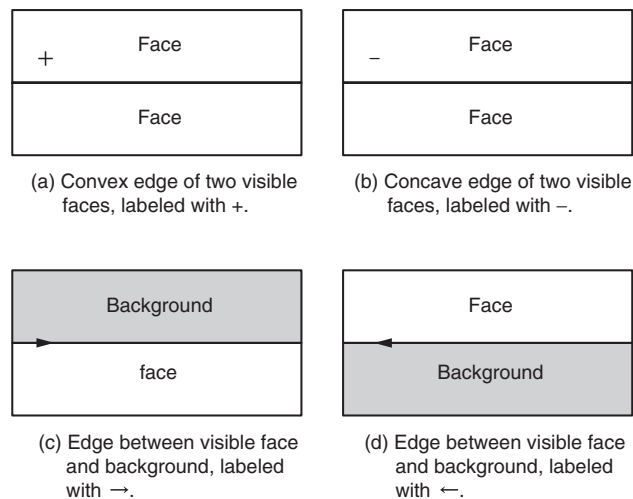 Face
+
Face
(a) Convex edge of two visible
faces, labeled with +.
Face
−
Face
(b) Concave edge of two visible
faces, labeled with −.
Background
face
(c) Edge between visible face
and background, labeled
with →.
Face
Background
(d) Edge between visible face
and background, labeled
with ←.